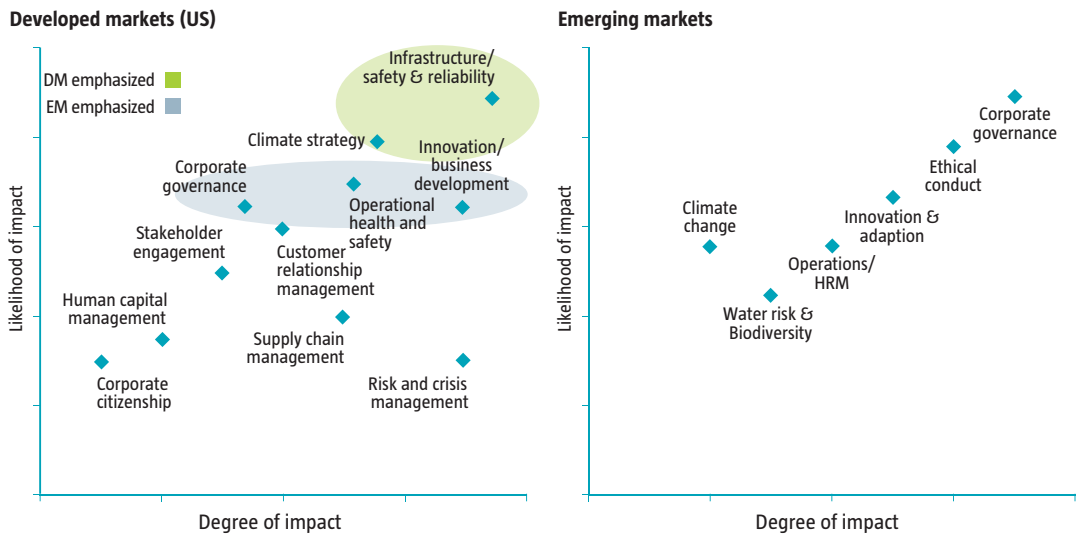 Developed markets (US)
DM emphasized
EM emphasized
Likelihood of impact
Infrastructure/
safety & reliability
Climate strategy
Innovation/
business
development
Corporate
governance
Operational
health and
safety
Stakeholder
engagement
Customer
relationship
management
Human capital
management
Supply chain
management
Corporate
citizenship
Risk and crisis
management
Degree of impact
Emerging markets
Likelihood of impact
Corporate
governance
Ethical
conduct
Climate
change
Innovation &
adaption
Operations/
HRM
Water risk &
Biodiversity
Degree of impact